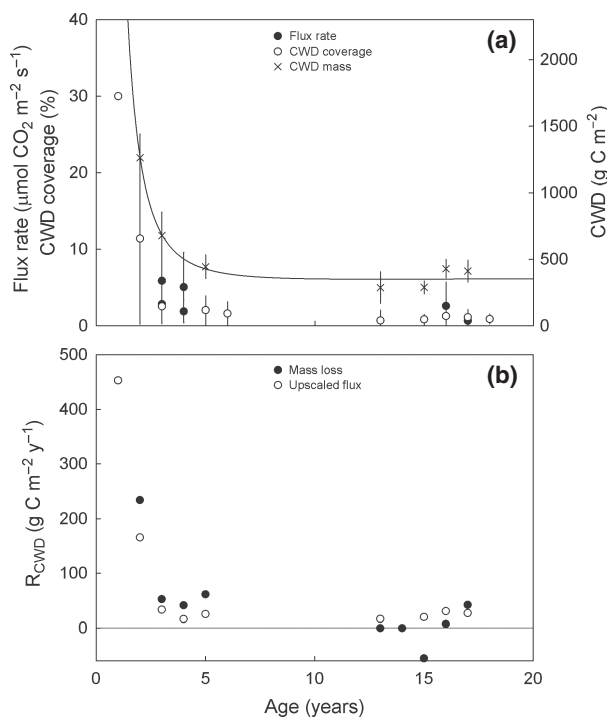 (a)
Flux rate
CWD coverage
CWD mass
Flux rate (μmol CO₂ m⁻² s⁻¹)
CWD coverage (%)
40
30
20
10
0
CWD (g C m⁻²)
2000
1500
1000
500
0
(b)
Mass loss
Upscaled flux
R_CWD (g C m⁻² y⁻¹)
500
400
300
200
100
0
0 5 10 15 20
Age (years)